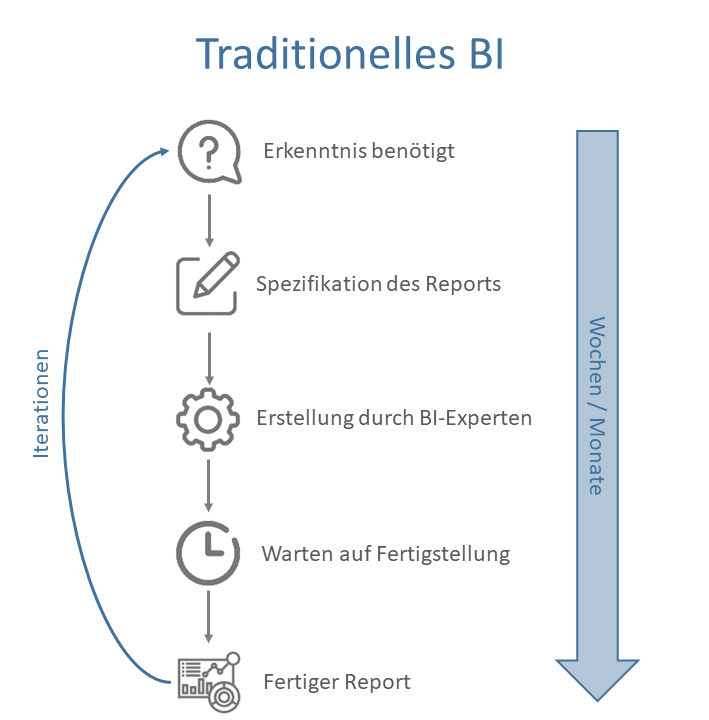 Traditionelles BI
?
Erkenntnis benötigt
Spezifikation des Reports
Iterationen
Wochen / Monate
Erstellung durch BI-Experten
Warten auf Fertigstellung
Fertiger Report